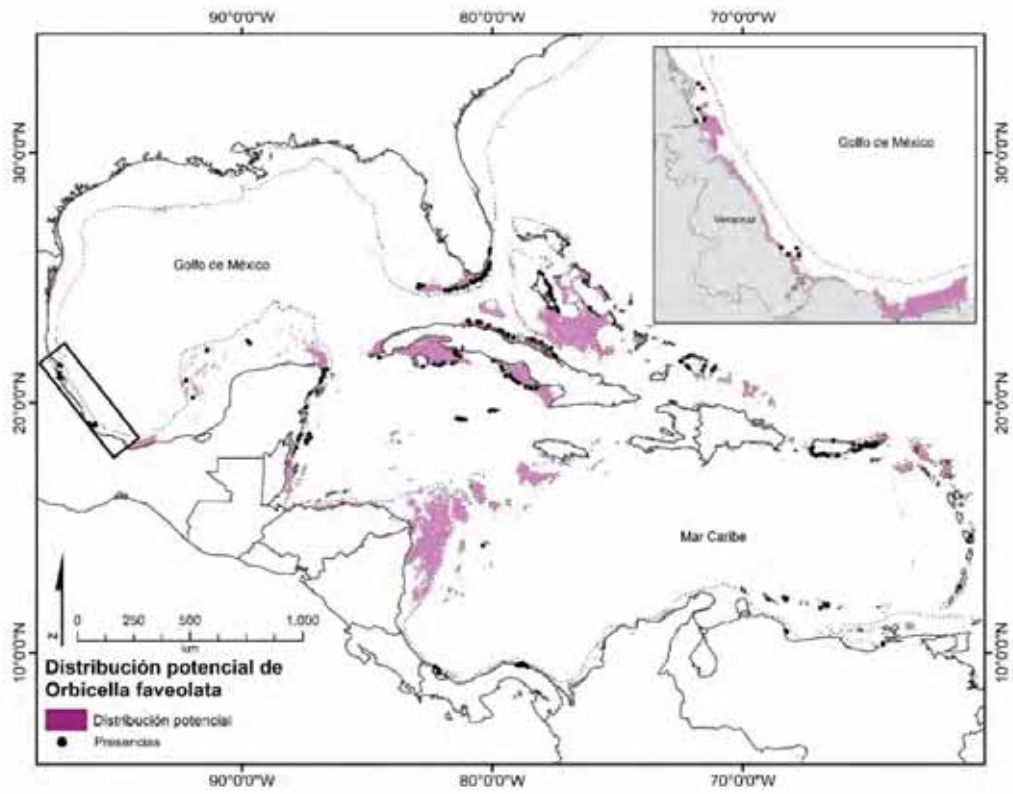 90°0'0"W 80°0'0"W 70°0'0"W
30°0'0"N
20°0'0"N
10°0'0"N
Golfo de México
Veracruz
Golfo de México
30°0'0"N
20°0'0"N
10°0'0"N
Mar Caribe
N
0 250 500 1,000
km
Distribución potencial de
Orbicella faveolata
Distribución potencial
Presencias
90°0'0"W 80°0'0"W 70°0'0"W